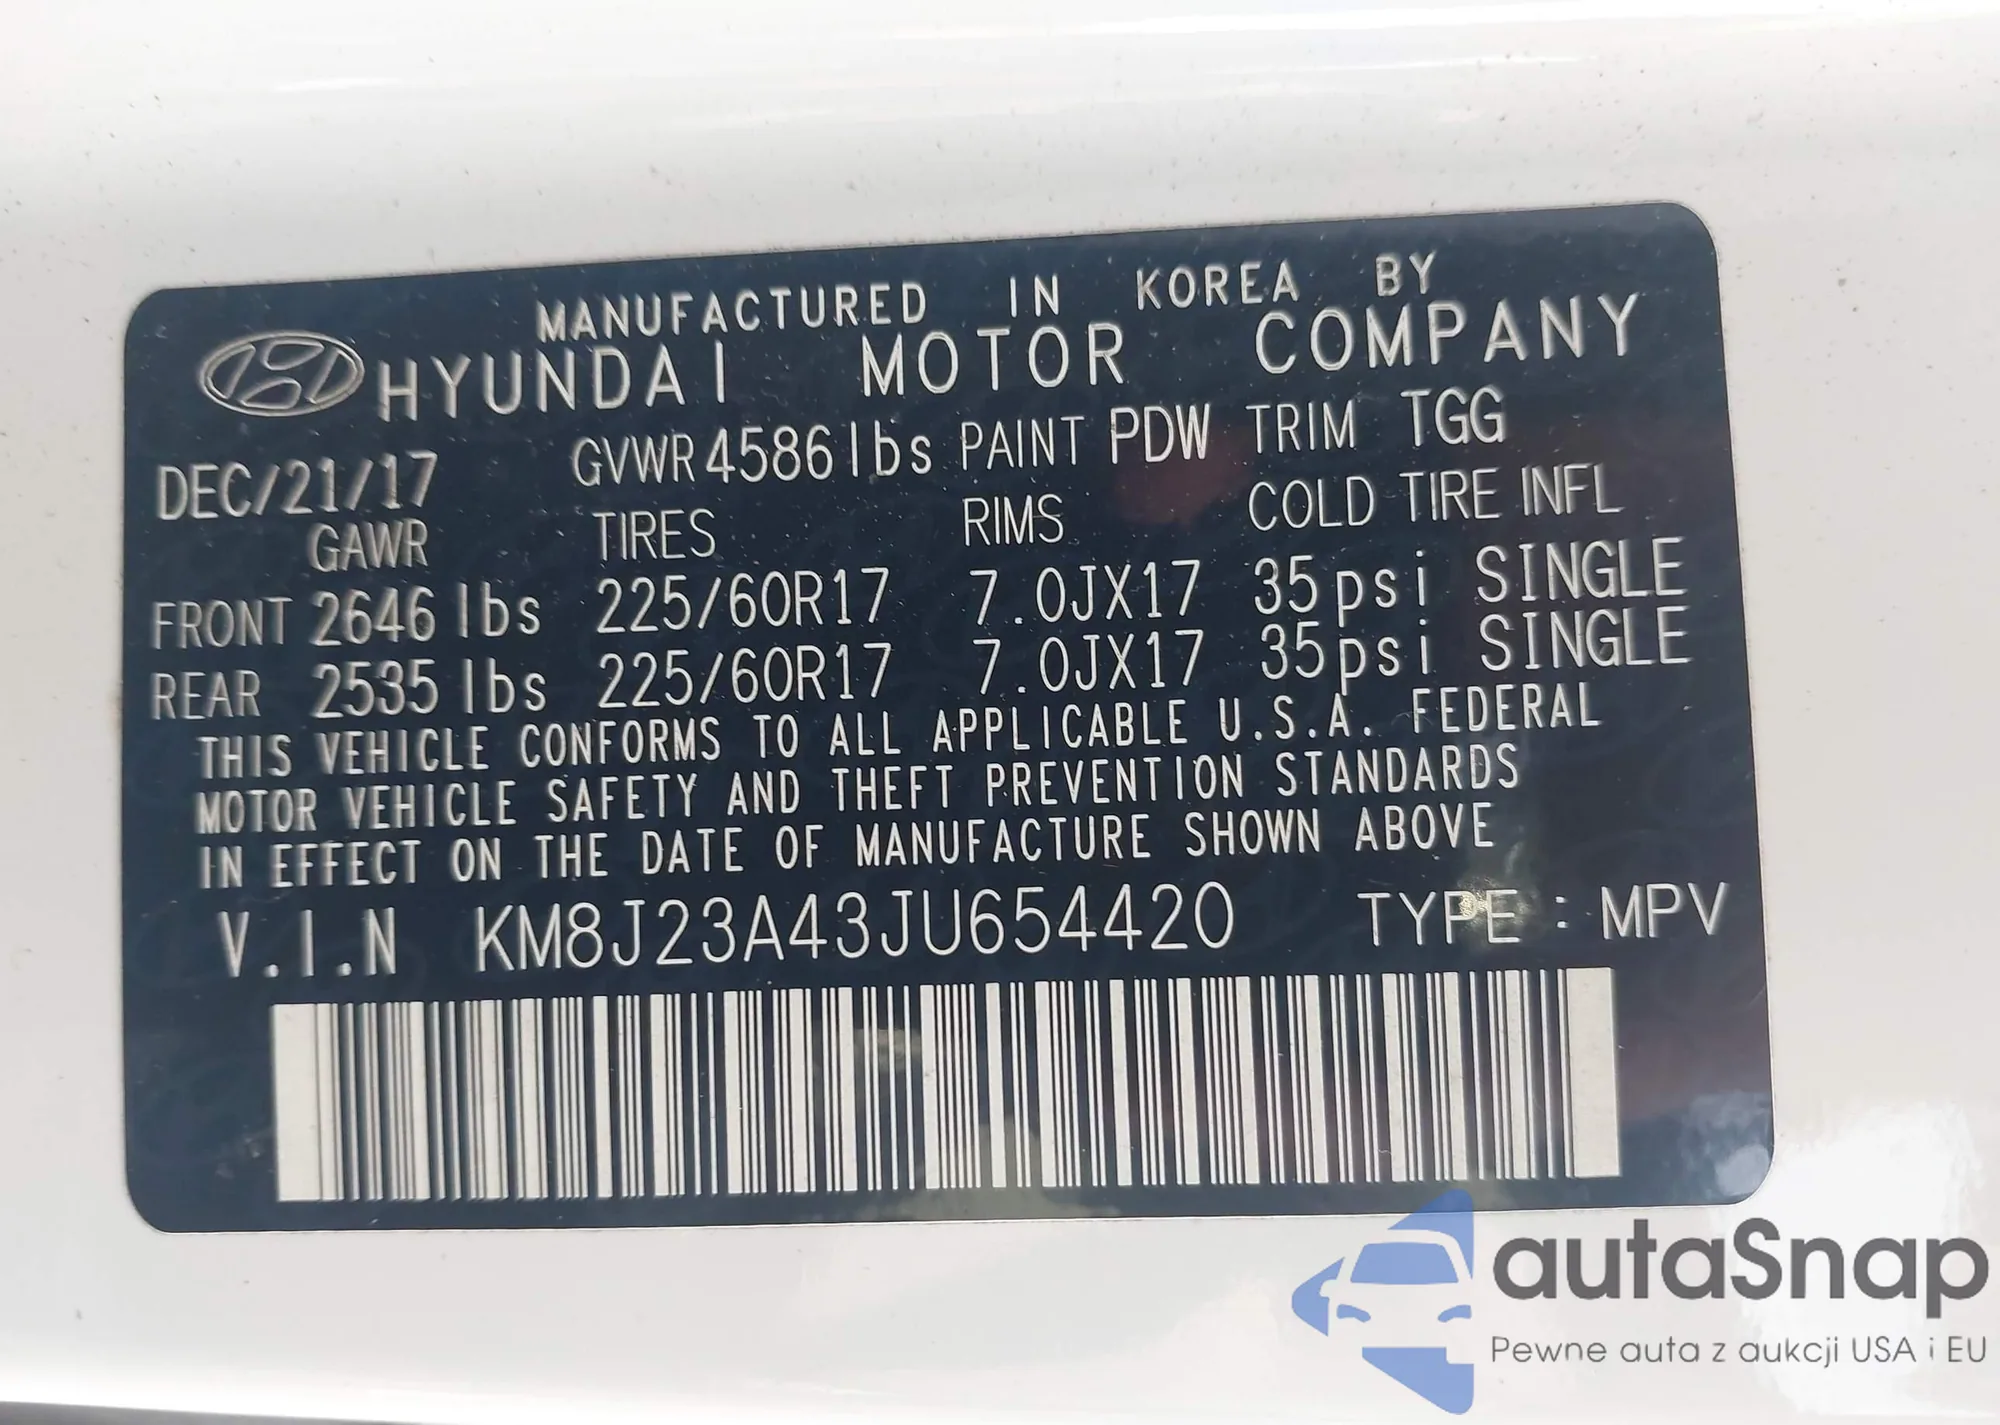 MANUFACTURED IN KOREA BY
HYUNDAI MOTOR COMPANY
DEC/21/17 GVWR 4586 lbs PAINT PDW TRIM TGG
GAWR TIRES RIMS COLD TIRE INFL
FRONT 2646 lbs 225/60R17 7.0JX17 35psi SINGLE
REAR 2535 lbs 225/60R17 7.0JX17 35psi SINGLE
THIS VEHICLE CONFORMS TO ALL APPLICABLE U.S.A. FEDERAL
MOTOR VEHICLE SAFETY AND THEFT PREVENTION STANDARDS
IN EFFECT ON THE DATE OF MANUFACTURE SHOWN ABOVE
V.I.N KM8J23A43JU654420 TYPE : MPV
autaSnap
Pewne auta z aukcji USA i EU